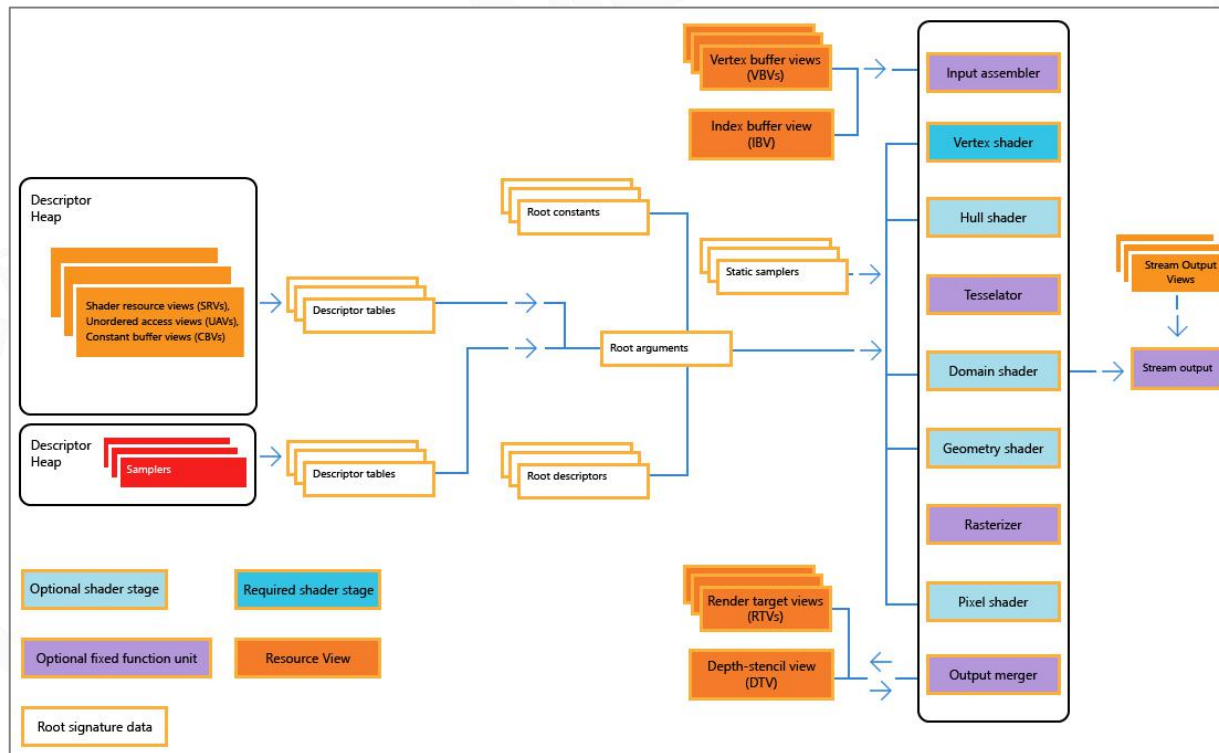 Vertex buffer views
(VBVs)
Index buffer view
(IBV)
Input assembler
Vertex shader
Hull shader
Tesselator
Domain shader
Geometry shader
Rasterizer
Pixel shader
Output merger
Descriptor
Heap
Shader resource views (SRVs),
Unordered access views (UAVs),
Constant buffer views (CBVs)
Descriptor tables
Root constants
Static samplers
Root arguments
Stream Output
Views
Stream output
Descriptor
Heap
Samplers
Descriptor tables
Root descriptors
Render target views
(RTVs)
Depth-stencil view
(DTV)
Optional shader stage
Required shader stage
Optional fixed function unit
Resource View
Root signature data